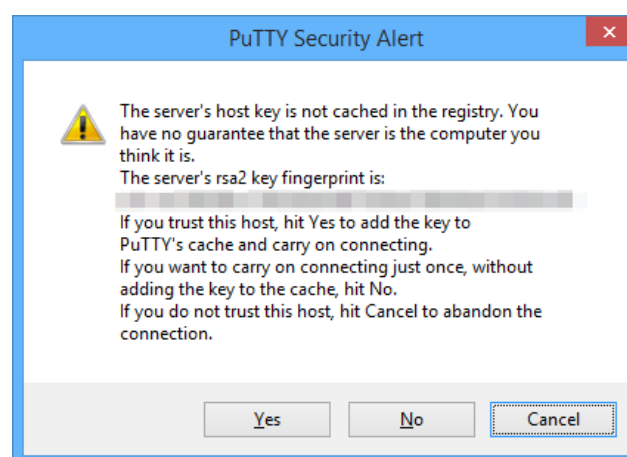 PuTTY Security Alert
The server's host key is not cached in the registry. You
have no guarantee that the server is the computer you
think it is.
The server's rsa2 key fingerprint is:
If you trust this host, hit Yes to add the key to
PuTTY's cache and carry on connecting.
If you want to carry on connecting just once, without
adding the key to the cache, hit No.
If you do not trust this host, hit Cancel to abandon the
connection.
Yes No Cancel